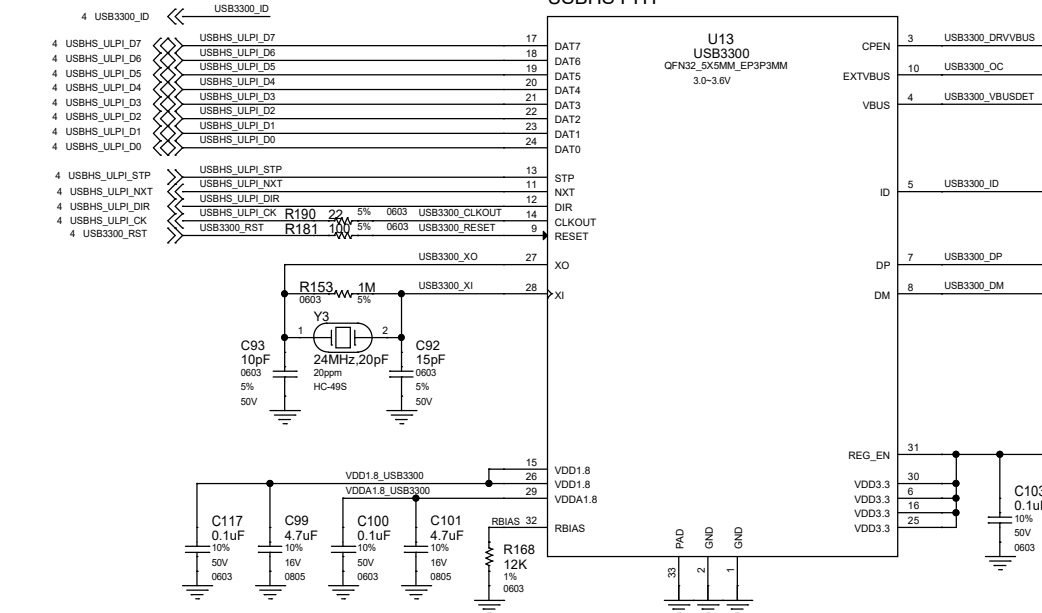 4 USB3300_ID USB3300_ID
4 USBHS_ULPI_D7 USBHS_ULPI_D7 17 DAT7
4 USBHS_ULPI_D6 USBHS_ULPI_D6 18 DAT6
4 USBHS_ULPI_D5 USBHS_ULPI_D5 19 DAT5
4 USBHS_ULPI_D4 USBHS_ULPI_D4 20 DAT4
4 USBHS_ULPI_D3 USBHS_ULPI_D3 21 DAT3
4 USBHS_ULPI_D2 USBHS_ULPI_D2 22 DAT2
4 USBHS_ULPI_D1 USBHS_ULPI_D1 23 DAT1
4 USBHS_ULPI_D0 USBHS_ULPI_D0 24 DAT0
4 USBHS_ULPI_STP USBHS_ULPI_STP 13 STP
4 USBHS_ULPI_NXT USBHS_ULPI_NXT 11 NXT
4 USBHS_ULPI_DIR USBHS_ULPI_DIR 12 DIR
4 USBHS_ULPI_CK USBHS_ULPI_CK R190 22 5% 0603 USB3300_CLKOUT 14 CLKOUT
4 USB3300_RST USB3300_RST R181 100 5% 0603 USB3300_RESET 9 RESET
U13
USB3300
QFN32_5X5MM_EP3P3MM
3.0~3.6V
CPEN 3 USB3300_DRVVBUS
EXTVBUS 10 USB3300_OC
VBUS 4 USB3300_VBUSDET
ID 5 USB3300_ID
DP 7 USB3300_DP
DM 8 USB3300_DM
USB3300_XO 27 XO
R153 1M USB3300_XI 28 XI
0603 5%
Y3
1 2
24MHz,20pF
20ppm
HC-49S
C93
10pF
0603
5%
50V
C92
15pF
0603
5%
50V
15 VDD1.8
VDD1.8_USB3300 26 VDD1.8
VDDA1.8_USB3300 29 VDDA1.8
C117
0.1uF
10%
50V
0603
C99
4.7uF
10%
16V
0805
C100
0.1uF
10%
50V
0603
C101
4.7uF
10%
16V
0805
RBIAS 32 RBIAS
R168
12K
1%
0603
PAD GND GND
33 2 1
REG_EN 31
VDD3.3 30
VDD3.3 6
VDD3.3 16
VDD3.3 25
C103
10%
50V
0603